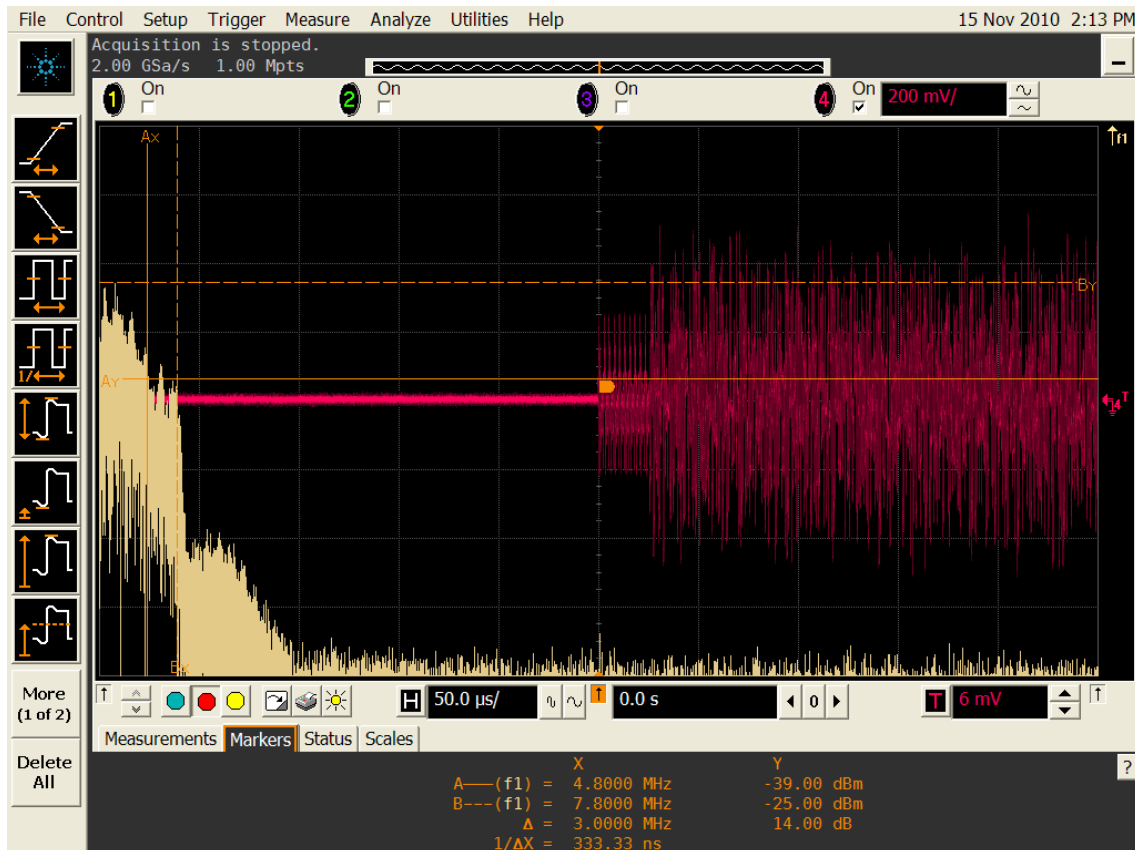 File Control Setup Trigger Measure Analyze Utilities Help 15 Nov 2010 2:13 PM
Acquisition is stopped.
2.00 GSa/s 1.00 Mpts
1 On 2 On 3 On 4 On 200 mV/
Ax
f1
By
Ay
T
4
1/
Bx
More
(1 of 2)
Delete
All
H 50.0 µs/ 0.0 s 0 T 6 mV
Measurements Markers Status Scales
?
X Y
A——(f1) = 4.8000 MHz -39.00 dBm
B---(f1) = 7.8000 MHz -25.00 dBm
Δ = 3.0000 MHz 14.00 dB
1/ΔX = 333.33 ns